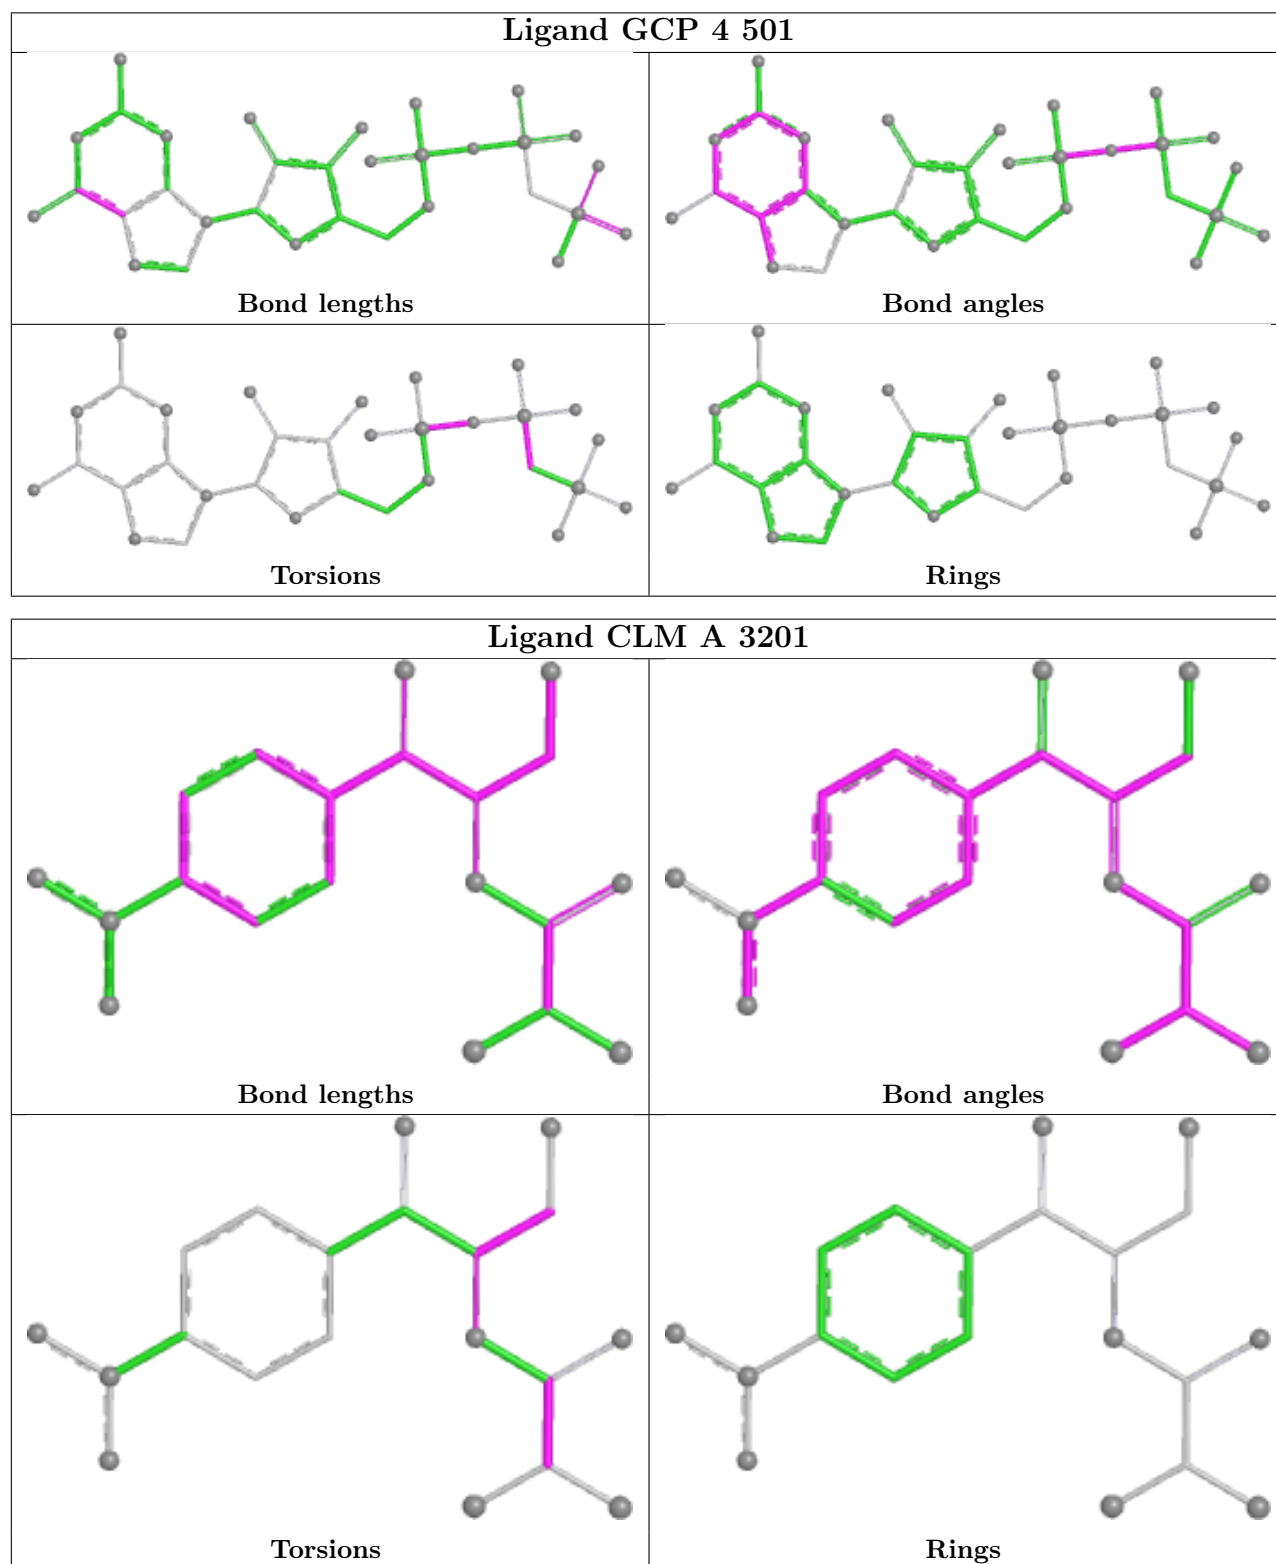 Ligand GCP 4 501
Bond lengths
Bond angles
Torsions
Rings
Ligand CLM A 3201
Bond lengths
Bond angles
Torsions
Rings